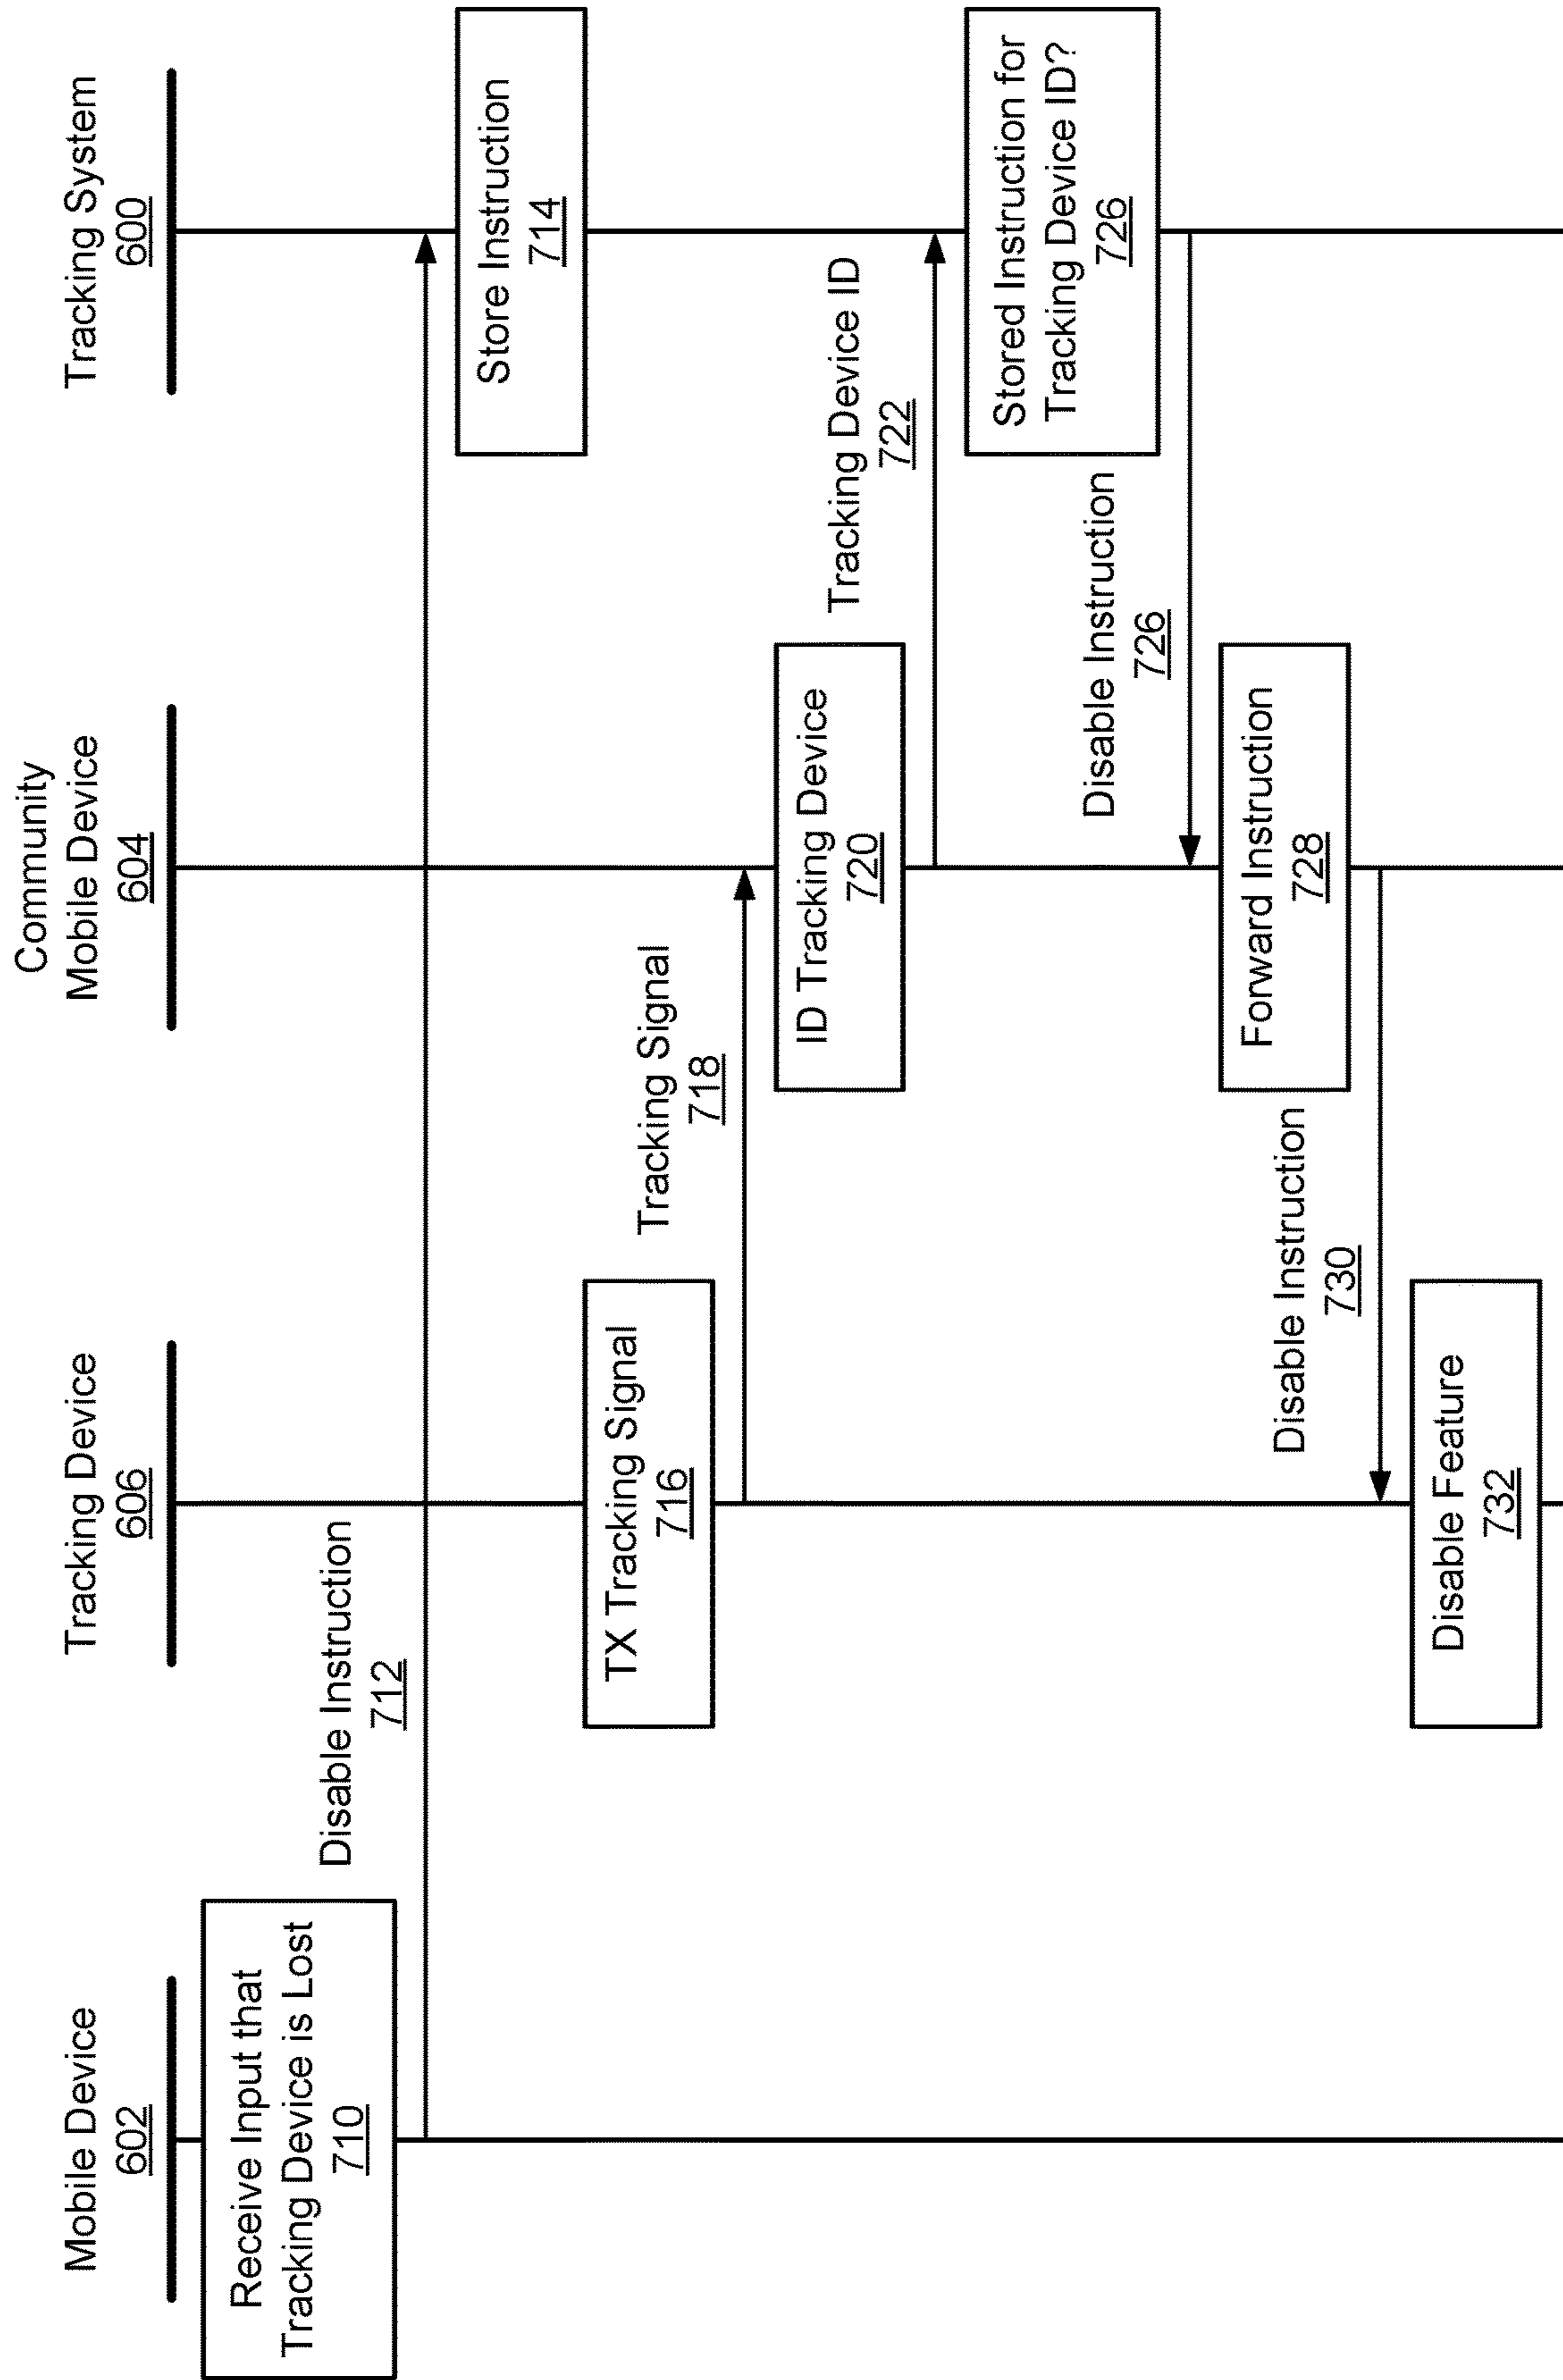 Mobile Device
602
Tracking Device
606
Community
Mobile Device
604
Tracking System
600
Receive Input that
Tracking Device is Lost
710
Disable Instruction
712
Store Instruction
714
TX Tracking Signal
716
Tracking Signal
718
ID Tracking Device
720
Tracking Device ID
722
Stored Instruction for
Tracking Device ID?
726
Disable Instruction
726
Forward Instruction
728
Disable Instruction
730
Disable Feature
732